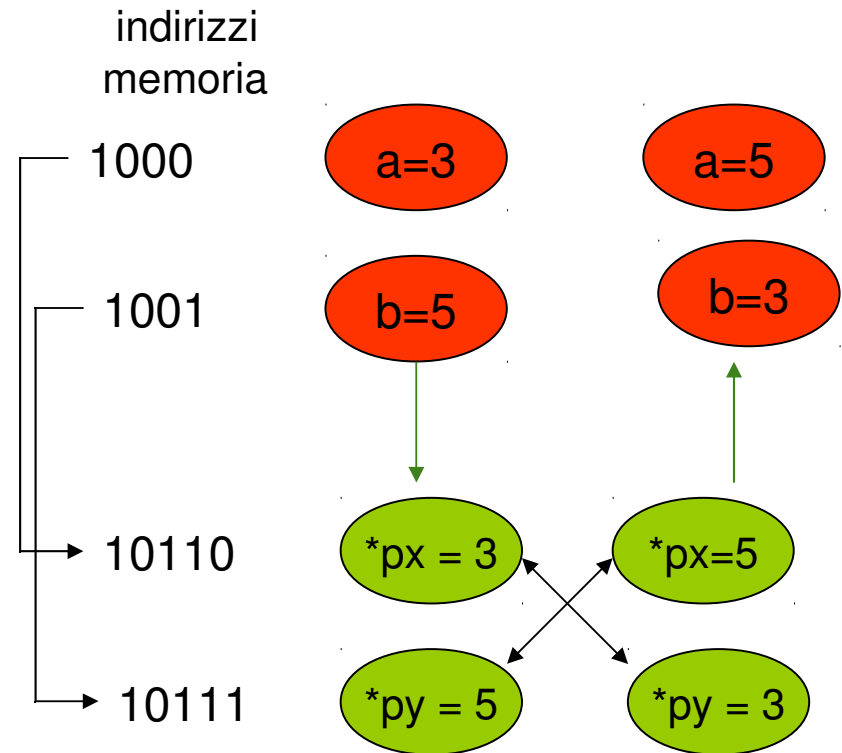 indirizzi
memoria
1000 a=3 a=5
1001 b=5 b=3
10110 *px = 3 *px=5
10111 *py = 5 *py = 3